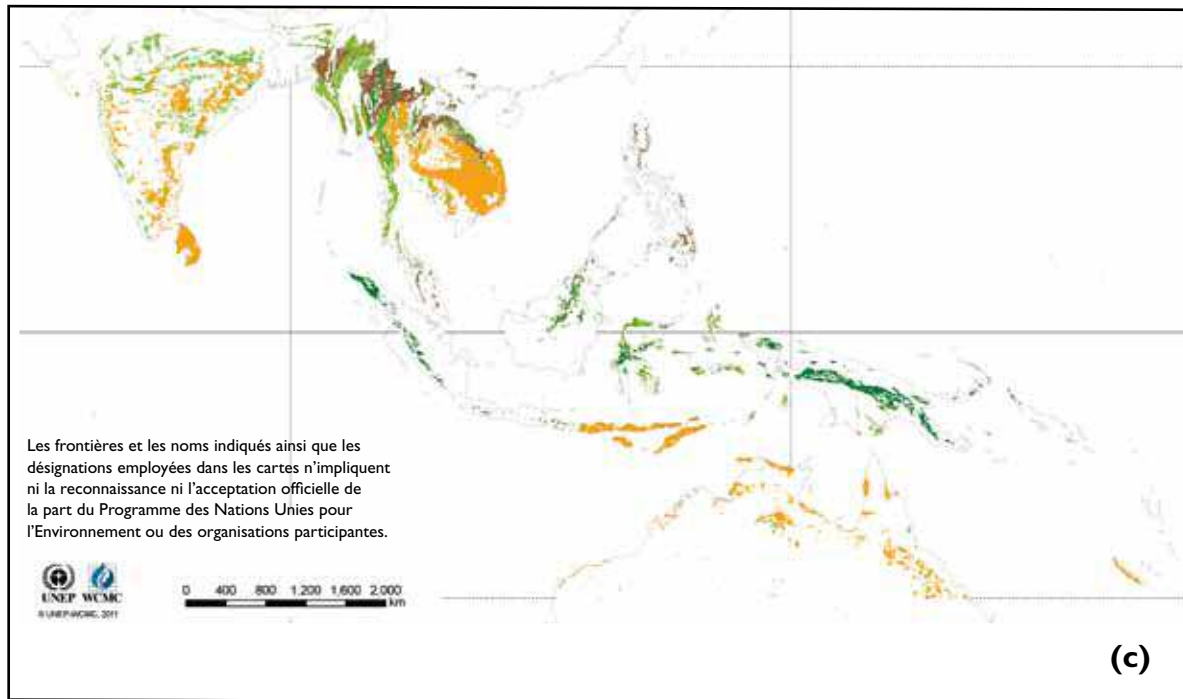 Les frontières et les noms indiqués ainsi que les
désignations employées dans les cartes n’impliquent
ni la reconnaissance ni l’acceptation officielle de
la part du Programme des Nations Unies pour
l’Environnement ou des organisations participantes.
UNEP WCMC
© UNEP-WCMC, 2011
0 400 800 1.200 1.600 2.000
km
(c)